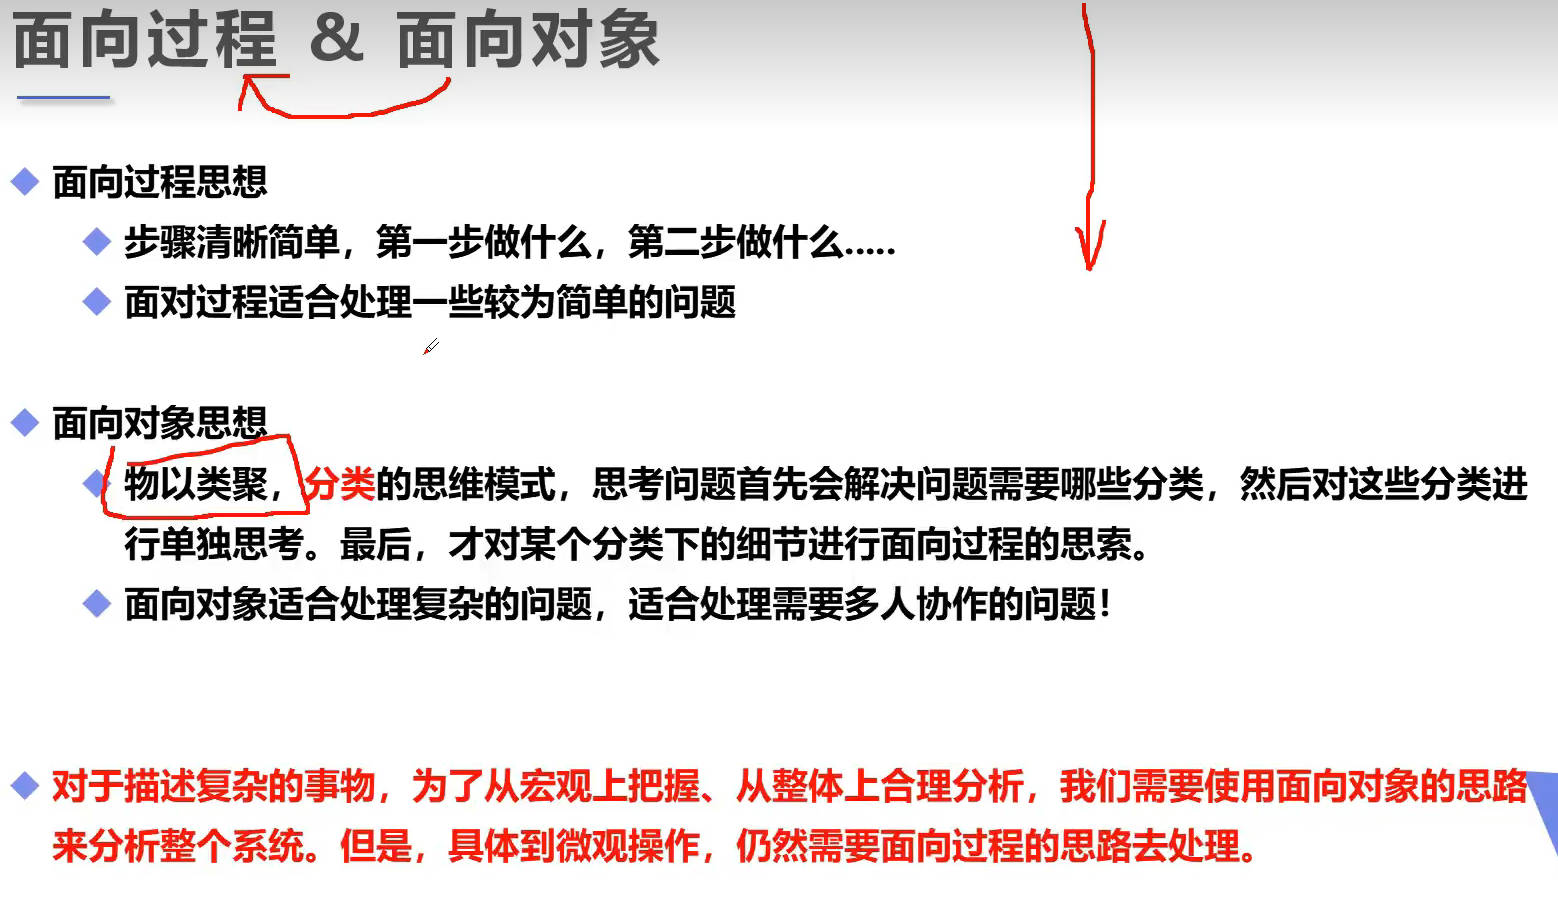 面向过程 & 面向对象
面向过程思想
步骤清晰简单，第一步做什么，第二步做什么.....
面对过程适合处理一些较为简单的问题
面向对象思想
物以类聚，分类的思维模式，思考问题首先会解决问题需要哪些分类，然后对这些分类进
行单独思考。最后，才对某个分类下的细节进行面向过程的思索。
面向对象适合处理复杂的问题，适合处理需要多人协作的问题！
对于描述复杂的事物，为了从宏观上把握、从整体上合理分析，我们需要使用面向对象的思路
来分析整个系统。但是，具体到微观操作，仍然需要面向过程的思路去处理。